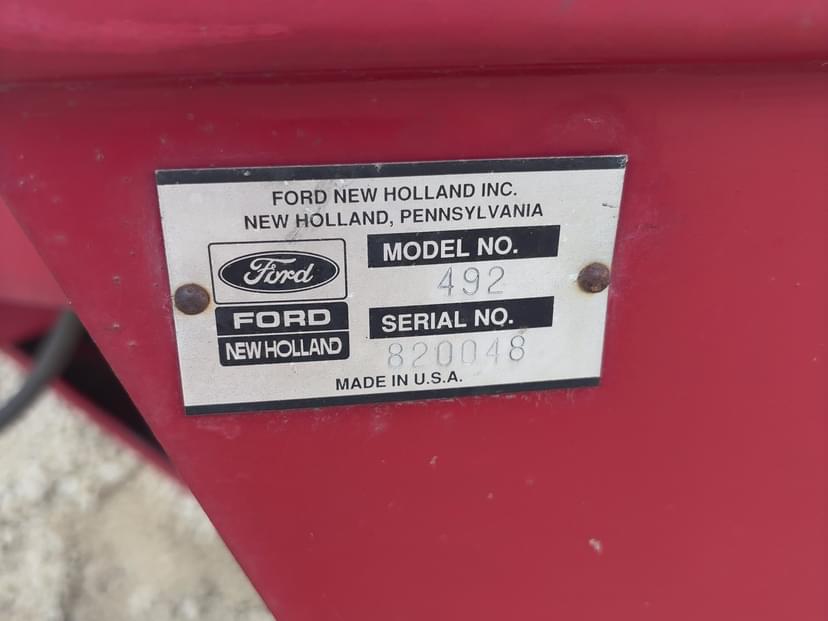 FORD NEW HOLLAND INC.
NEW HOLLAND, PENNSYLVANIA
Ford
FORD
NEW HOLLAND
MODEL NO.
492
SERIAL NO.
820048
MADE IN U.S.A.